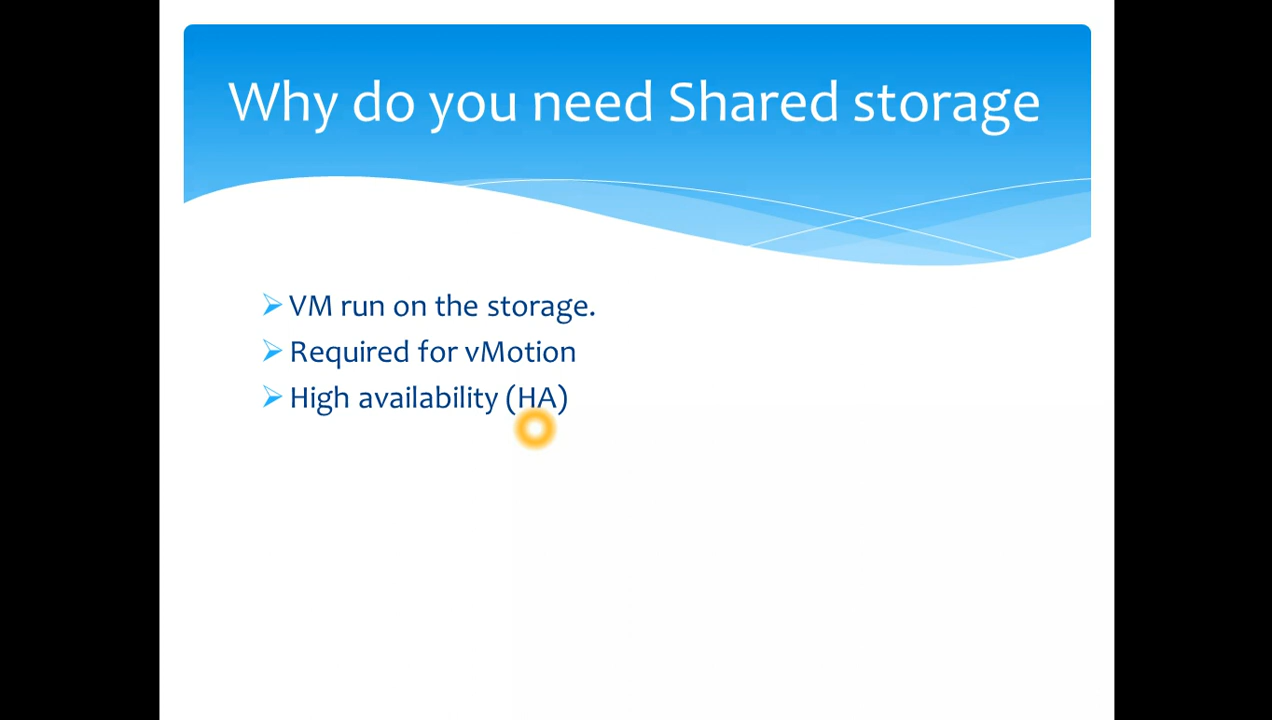 Why do you need Shared storage
VM run on the storage.
Required for vMotion
High availability (HA)